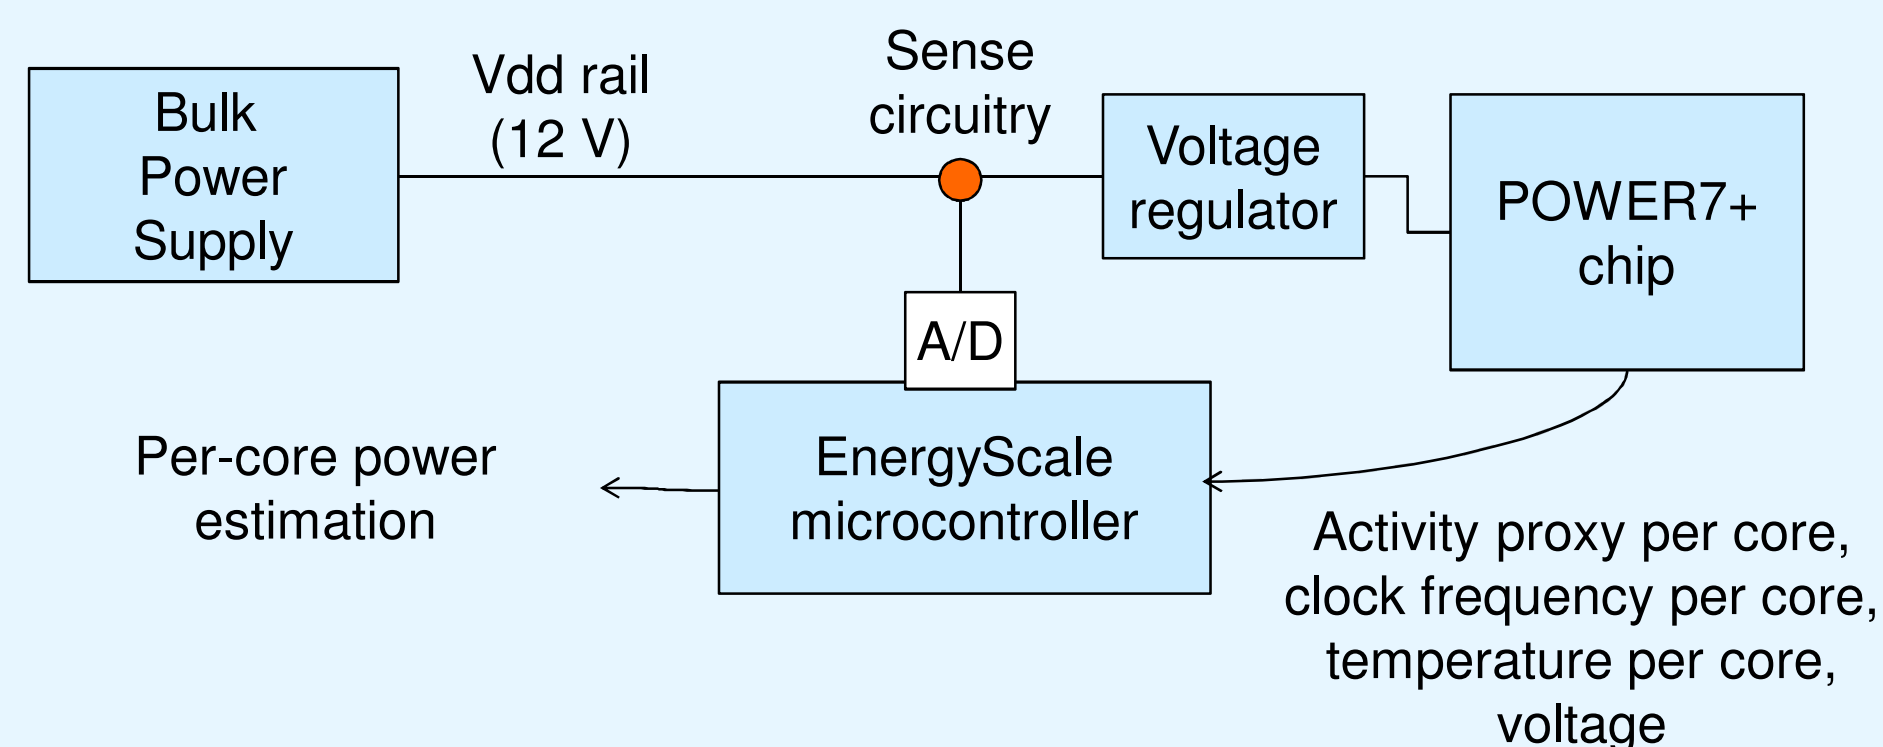 Bulk
Power
Supply
Vdd rail
(12 V)
Sense
circuitry
Voltage
regulator
POWER7+
chip
A/D
EnergyScale
microcontroller
Per-core power
estimation
Activity proxy per core,
clock frequency per core,
temperature per core,
voltage